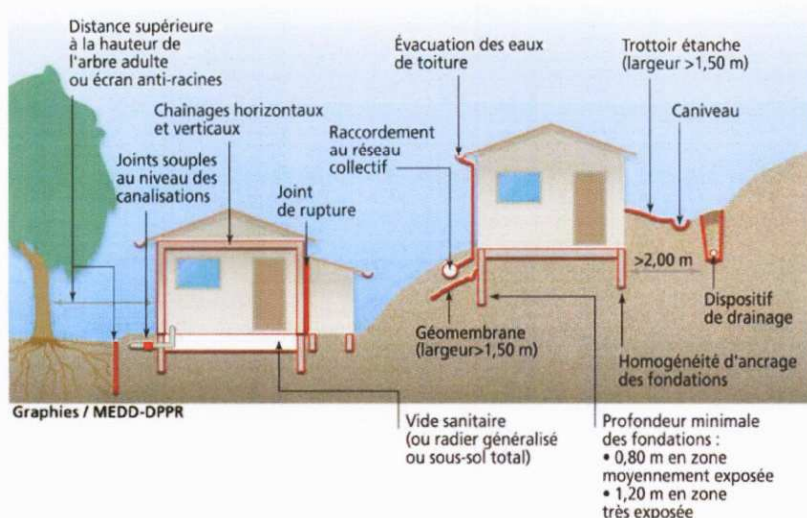 Distance supérieure
à la hauteur de
l'arbre adulte
ou écran anti-racines
Chaînages horizontaux
et verticaux
Joints souples
au niveau des
canalisations
Joint
de rupture
Évacuation des eaux
de toiture
Raccordement
au réseau
collectif
Trottoir étanche
(largeur >1,50 m)
Caniveau
>2,00 m
Géomembrane
(largeur>1,50 m)
Dispositif
de drainage
Homogénéité d'ancrage
des fondations
Graphies / MEDD-DPPR
Vide sanitaire
(ou radier généralisé
ou sous-sol total)
Profondeur minimale
des fondations :
• 0,80 m en zone
moyennement exposée
• 1,20 m en zone
très exposée